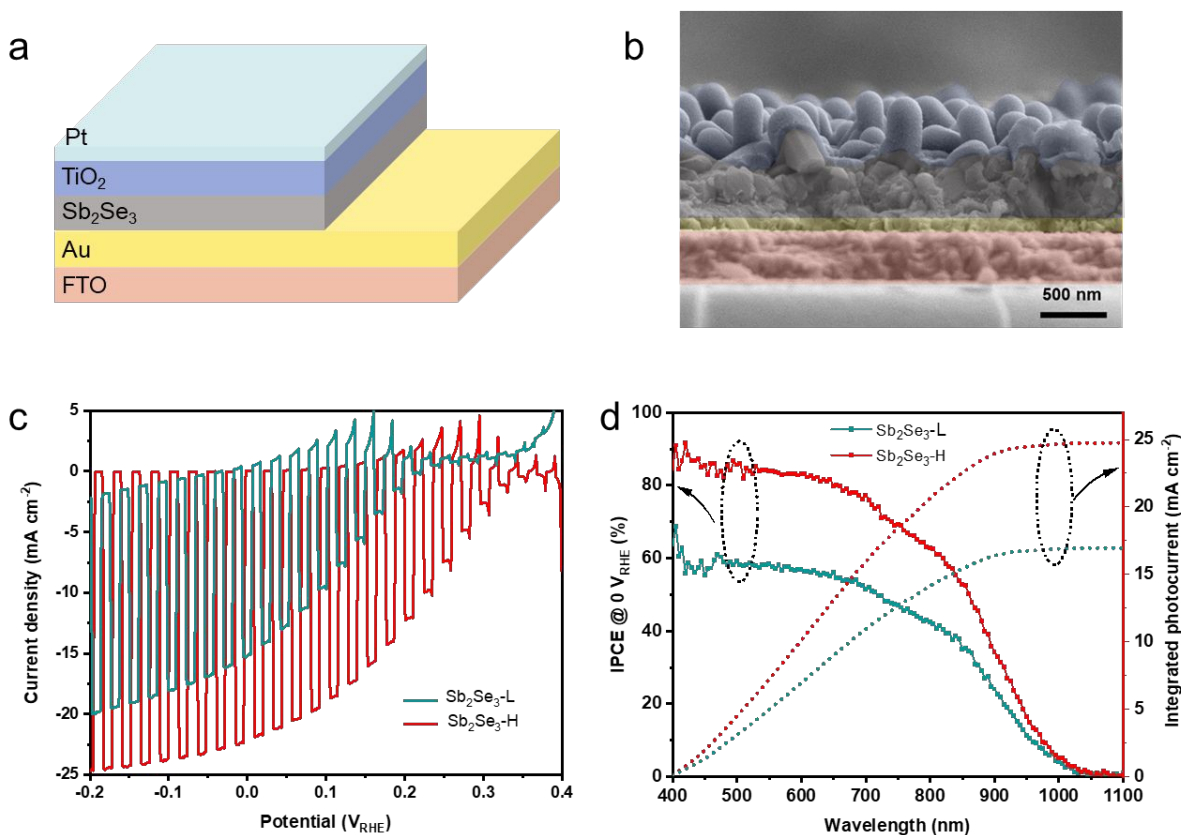 a
Pt
TiO₂
Sb₂Se₃
Au
FTO
b
500 nm
c
Current density (mA cm⁻²)
5
0
-5
-10
-15
-20
-25
Sb₂Se₃-L
Sb₂Se₃-H
-0.2
-0.1
0.0
0.1
0.2
0.3
0.4
Potential (V_RHE)
d
IPCE @ 0 V_RHE (%)
100
80
60
40
20
0
Sb₂Se₃-L
Sb₂Se₃-H
25
20
15
10
5
0
Integrated photocurrent (mA cm⁻²)
400
500
600
700
800
900
1000
1100
Wavelength (nm)